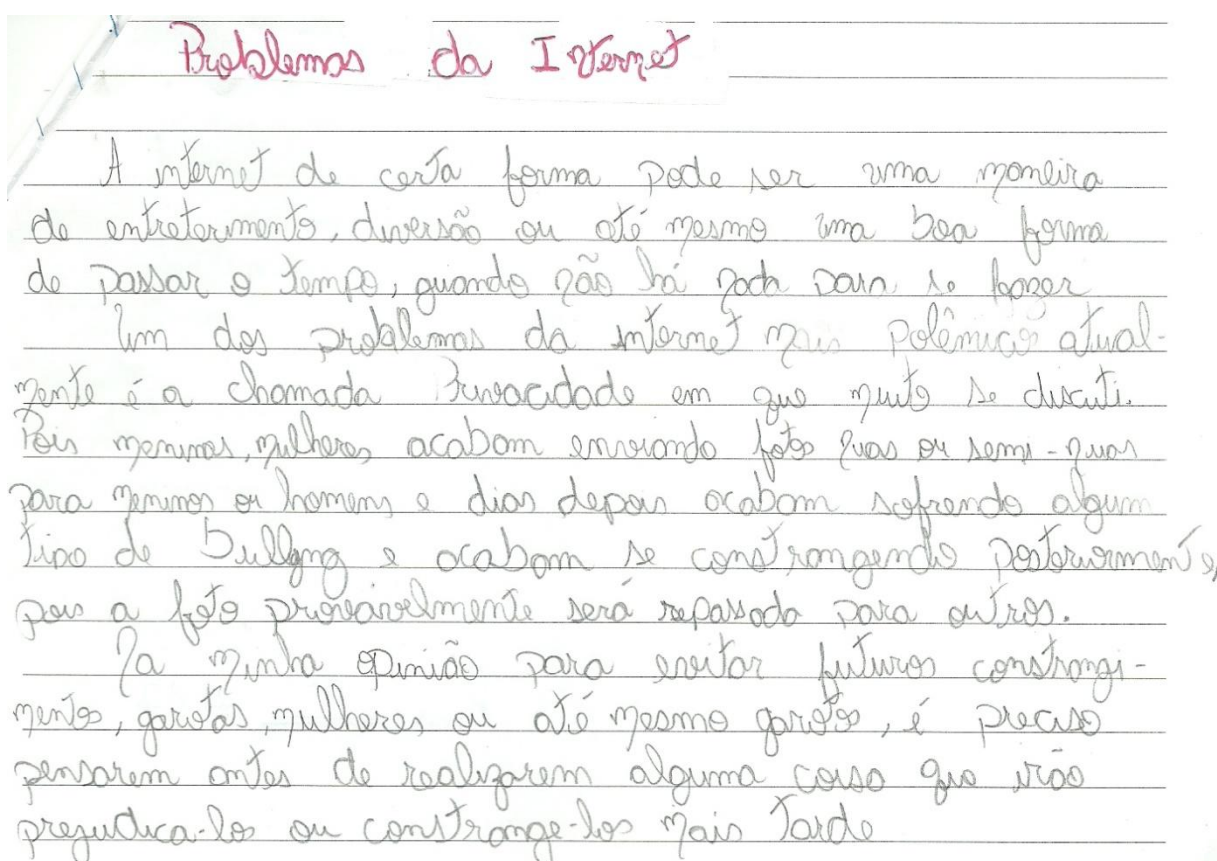 Problemas da Internet
A internet de certa forma pode ser uma maneira
de entreterimento, diversão ou até mesmo uma boa forma
de passar o tempo, quando não há nada para se fazer
Um dos problemas da internet mais polêmicos atual-
mente é a chamada Privacidade em que muito se discuti.
Pois meninas, mulheres acabam enviando fotos nuas ou semi-nuas
para meninos ou homens e dias depois acabam sofrendo algum
tipo de Bullyng e acabam se constrangendo posteriormente,
pois a foto provavelmente será repassada para outros.
Na minha opinião para evitar futuros constrangi-
mentos, garotas, mulheres ou até mesmo garotos, é preciso
pensarem antes de realizarem alguma coisa que irão
prejudica-los ou constrange-los mais tarde